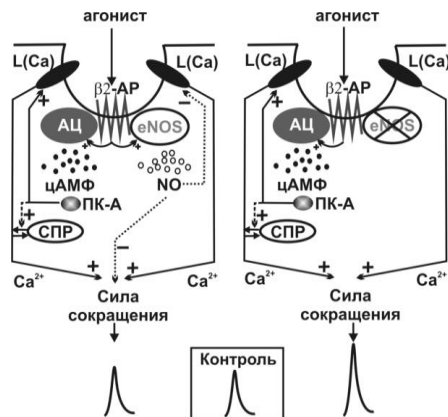 агонист
L(Ca)
β2-АР
L(Ca)
+
−
АЦ
eNOS
+
+
цАМФ
NO
+
ПК-А
СПР
−
+
+
Ca2+
Ca2+
Сила
сокращения
агонист
L(Ca)
β2-АР
L(Ca)
+
АЦ
eNOS
+
цАМФ
+
ПК-А
СПР
+
+
Ca2+
Ca2+
Сила
сокращения
Контроль